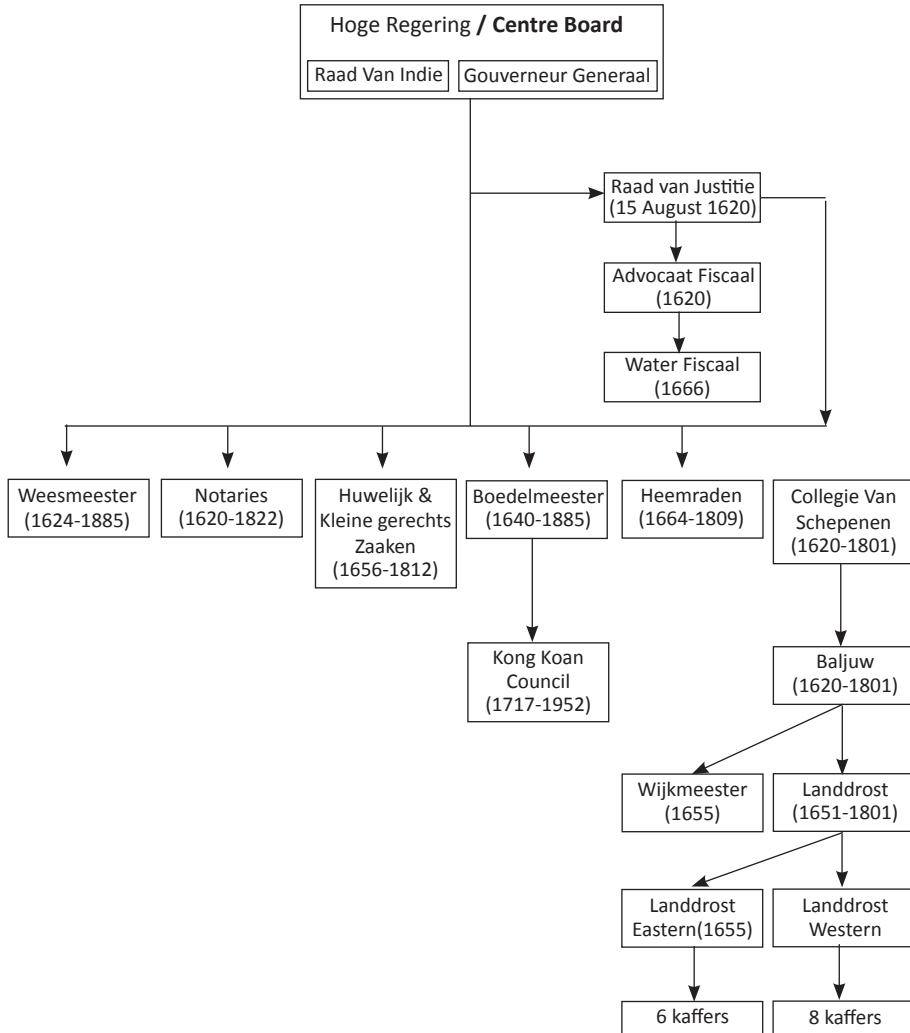 Hoge Regering / Centre Board
Raad Van Indie
Gouverneur Generaal
Raad van Justitie
(15 August 1620)
Advocaat Fiscaal
(1620)
Water Fiscaal
(1666)
Weesmeester
(1624-1885)
Notaries
(1620-1822)
Huwelijk &
Kleine gerechts
Zaaken
(1656-1812)
Boedelmeester
(1640-1885)
Heemraden
(1664-1809)
Collegie Van
Schepenen
(1620-1801)
Kong Koan
Council
(1717-1952)
Baljuw
(1620-1801)
Wijkmeester
(1655)
Landdrost
(1651-1801)
Landdrost
Eastern(1655)
Landdrost
Western
6 kaffers
8 kaffers